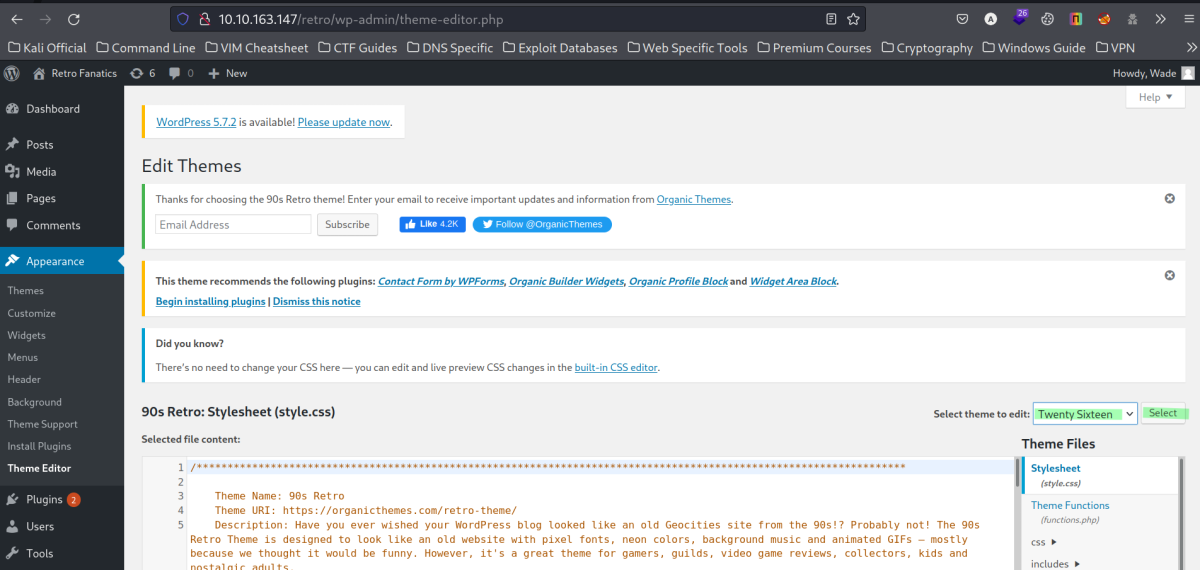 10.10.163.147/retro/wp-admin/theme-editor.php
A
26
Kali Official Command Line VIM Cheatsheet CTF Guides DNS Specific Exploit Databases Web Specific Tools Premium Courses Cryptography Windows Guide VPN
Retro Fanatics 6 0 New Howdy, Wade
Help
Dashboard
Posts
Media
Pages
Comments
Appearance
Themes
Customize
Widgets
Menus
Header
Background
Theme Support
Install Plugins
Theme Editor
Plugins 2
Users
Tools
WordPress 5.7.2 is available! Please update now.
Edit Themes
Thanks for choosing the 90s Retro theme! Enter your email to receive important updates and information from Organic Themes.
Email Address Subscribe Like 4.2K Follow @OrganicThemes
This theme recommends the following plugins: Contact Form by WPForms, Organic Builder Widgets, Organic Profile Block and Widget Area Block.
Begin installing plugins | Dismiss this notice
Did you know?
There's no need to change your CSS here — you can edit and live preview CSS changes in the built-in CSS editor.
90s Retro: Stylesheet (style.css)
Select theme to edit: Twenty Sixteen Select
Selected file content:
1 /*******************************************************************************************************************
2
3 Theme Name: 90s Retro
4 Theme URI: https://organicthemes.com/retro-theme/
5 Description: Have you ever wished your WordPress blog looked like an old Geocities site from the 90s!? Probably not! The 90s
Retro Theme is designed to look like an old website with pixel fonts, neon colors, background music and animated GIFs — mostly
because we thought it would be funny. However, it's a great theme for gamers, guilds, video game reviews, collectors, kids and
nostalgic adults.
Theme Files
Stylesheet
(style.css)
Theme Functions
(functions.php)
css
includes